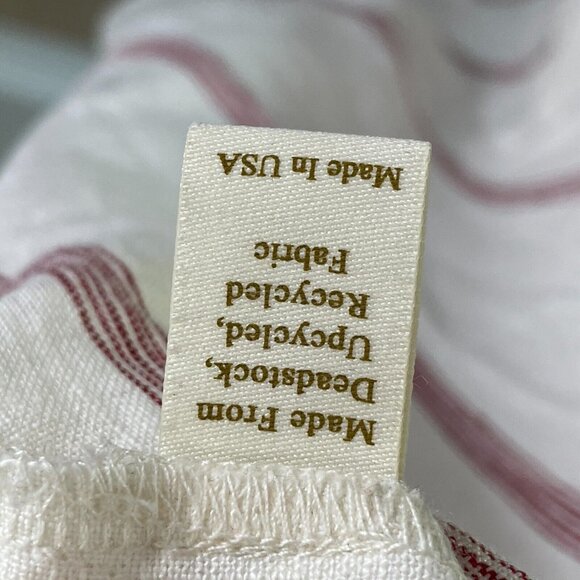 Made From
Deadstock,
Upcycled,
Recycled
Fabric
Made In USA